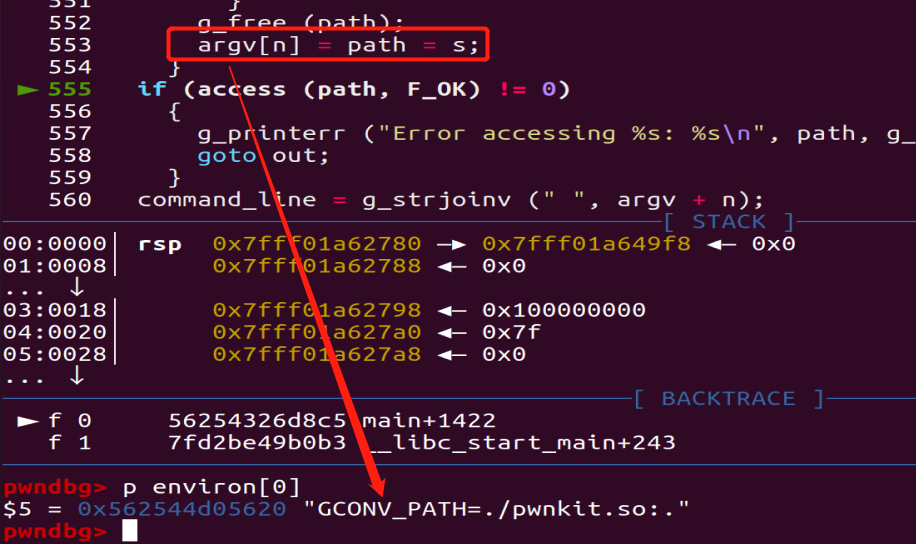 551 }
552 g_free (path);
553 argv[n] = path = s;
554 }
► 555 if (access (path, F_OK) != 0)
556 {
557 g_printerr ("Error accessing %s: %s\n", path, g_
558 goto out;
559 }
560 command_line = g_strjoinv (" ", argv + n);
[ STACK ]
00:0000│ rsp 0x7fff01a62780 —▸ 0x7fff01a649f8 ◂— 0x0
01:0008│ 0x7fff01a62788 ◂— 0x0
... ↓
03:0018│ 0x7fff01a62798 ◂— 0x100000000
04:0020│ 0x7fff01a627a0 ◂— 0x7f
05:0028│ 0x7fff01a627a8 ◂— 0x0
... ↓
[ BACKTRACE ]
► f 0 56254326d8c5 main+1422
f 1 7fd2be49b0b3 __libc_start_main+243
pwndbg> p environ[0]
$5 = 0x562544d05620 "GCONV_PATH=./pwnkit.so:."
pwndbg>